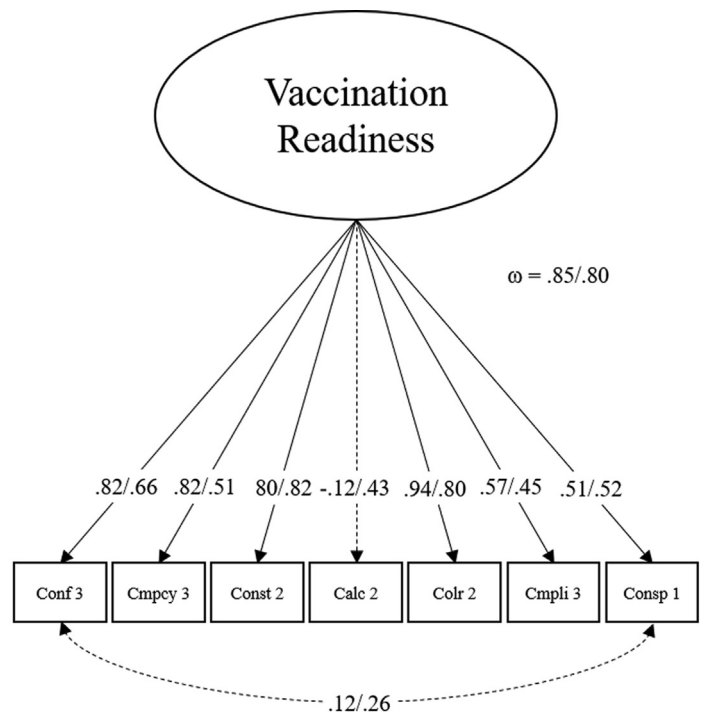 Vaccination
Readiness
ω = .85/.80
.82/.66 .82/.51 80/.82 -.12/.43 .94/.80 .57/.45 .51/.52
Conf 3 Cmpcy 3 Const 2 Calc 2 Colr 2 Cmpli 3 Consp 1
.12/.26